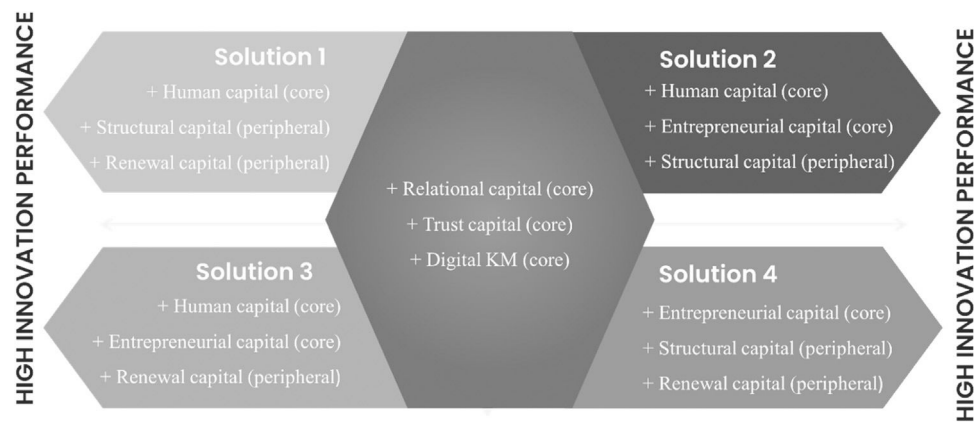 HIGH INNOVATION PERFORMANCE
Solution 1
+ Human capital (core)
+ Structural capital (peripheral)
+ Renewal capital (peripheral)
Solution 2
+ Human capital (core)
+ Entrepreneurial capital (core)
+ Structural capital (peripheral)
+ Relational capital (core)
+ Trust capital (core)
+ Digital KM (core)
Solution 3
+ Human capital (core)
+ Entrepreneurial capital (core)
+ Renewal capital (peripheral)
Solution 4
+ Entrepreneurial capital (core)
+ Structural capital (peripheral)
+ Renewal capital (peripheral)
HIGH INNOVATION PERFORMANCE